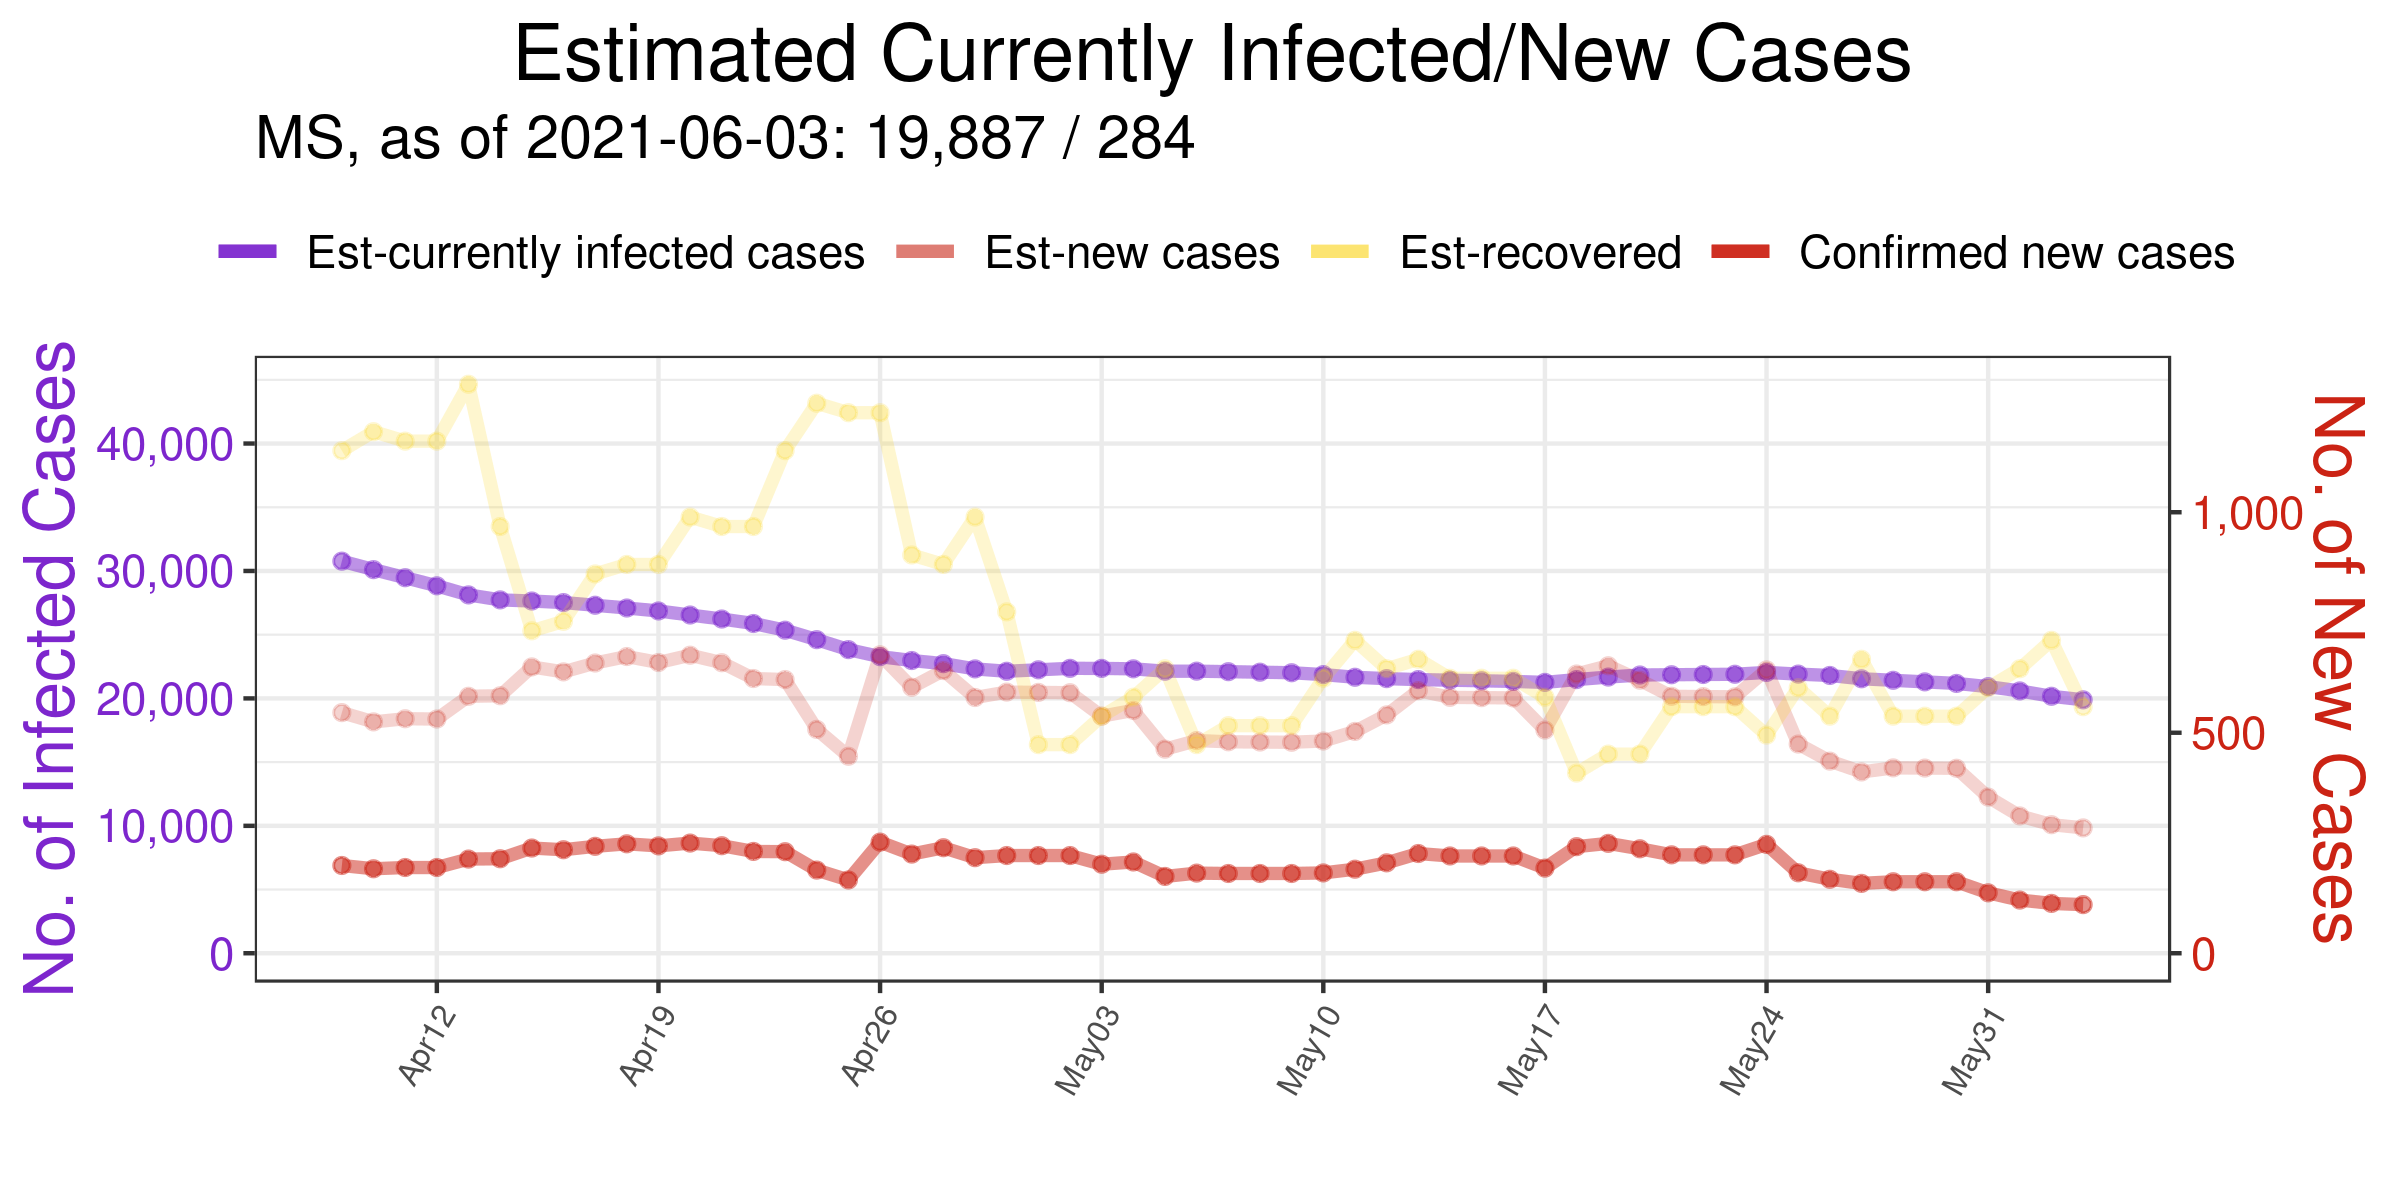 Estimated Currently Infected/New Cases
MS, as of 2021-06-03: 19,887 / 284
Est-currently infected cases Est-new cases Est-recovered Confirmed new cases
No. of Infected Cases
40,000
30,000
20,000
10,000
0
1,000
500
0
No. of New Cases
Apr12 Apr19 Apr26 May03 May10 May17 May24 May31